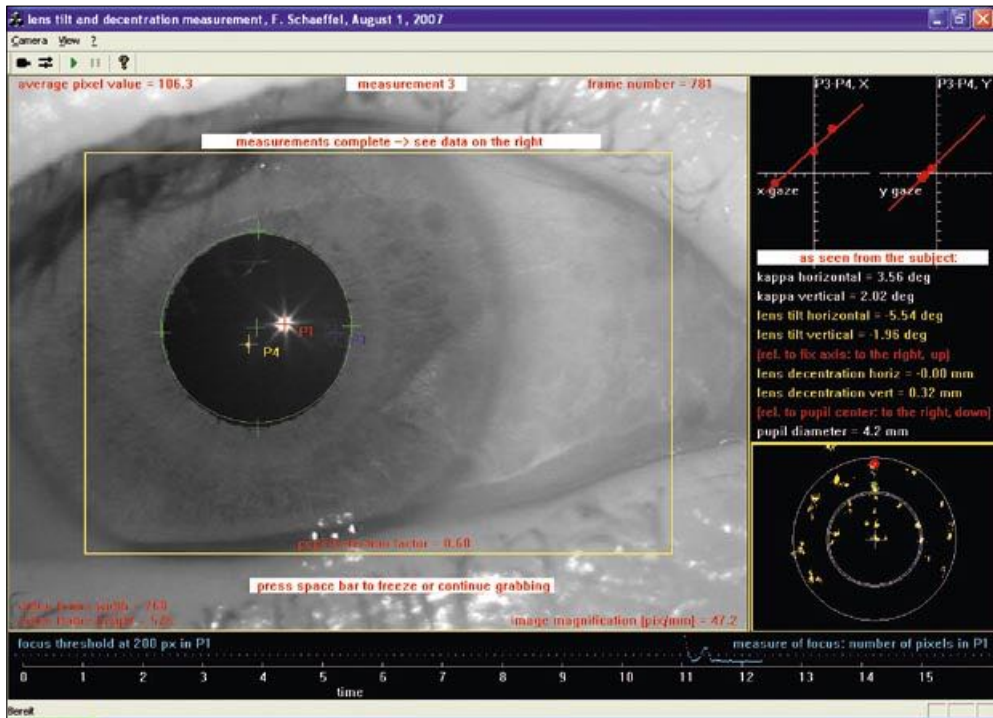 lens tilt and decentration measurement, F. Schaeffel, August 1, 2007
Camera View ?
average pixel value = 106.3
measurement 3
frame number = 781
measurements complete -> see data on the right
P1
P3
P4
factor = 0.60
press space bar to freeze or continue grabbing
image magnification [pix/mm] = 47.2
P3-P4, X
P3-P4, Y
x-gaze
y gaze
as seen from the subject:
kappa horizontal = 3.56 deg
kappa vertical = 2.02 deg
lens tilt horizontal = -5.54 deg
lens tilt vertical = -1.96 deg
(rel. to fix axis: to the right, up)
lens decentration horiz = -0.00 mm
lens decentration vert = 0.32 mm
(rel. to pupil center: to the right, down)
pupil diameter = 4.2 mm
focus threshold at 200 px in P1
measure of focus: number of pixels in P1
0 1 2 3 4 5 6 7 8 9 10 11 12 13 14 15
time
Bereit